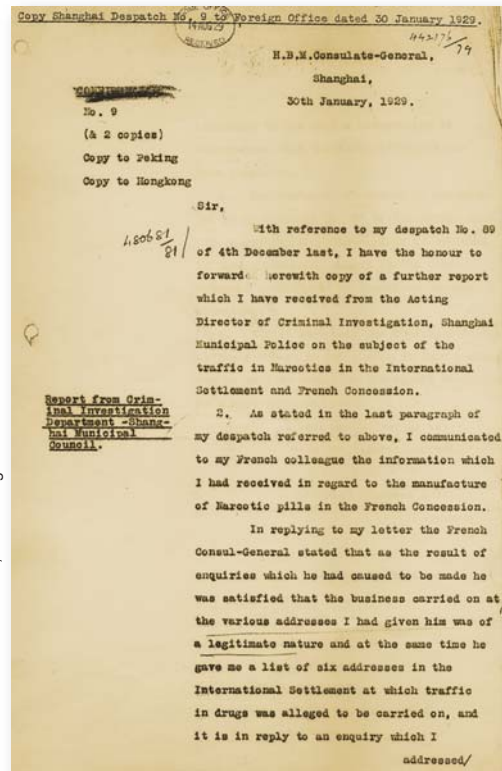 Copy Shanghai Despatch No. 9 to Foreign Office dated 30 January 1929.
RECEIVED
H.B.M.Consulate-General,
Shanghai,
30th January, 1929.
No. 9
(& 2 copies)
Copy to Peking
Copy to Hongkong
Sir,
With reference to my despatch No. 89
of 4th December last, I have the honour to
forward herewith copy of a further report
which I have received from the Acting
Director of Criminal Investigation, Shanghai
Municipal Police on the subject of the
traffic in Narcotics in the International
Settlement and French Concession.
Report from Crim-
inal Investigation
Department -Shang-
hai Municipal
Council.
2. As stated in the last paragraph of
my despatch referred to above, I communicated
to my French colleague the information which
I had received in regard to the manufacture
of Narcotic pills in the French Concession.
In replying to my letter the French
Consul-General stated that as the result of
enquiries which he had caused to be made he
was satisfied that the business carried on at
the various addresses I had given him was of
a legitimate nature and at the same time he
gave me a list of six addresses in the
International Settlement at which traffic
in drugs was alleged to be carried on, and
it is in reply to an enquiry which I
addressed/